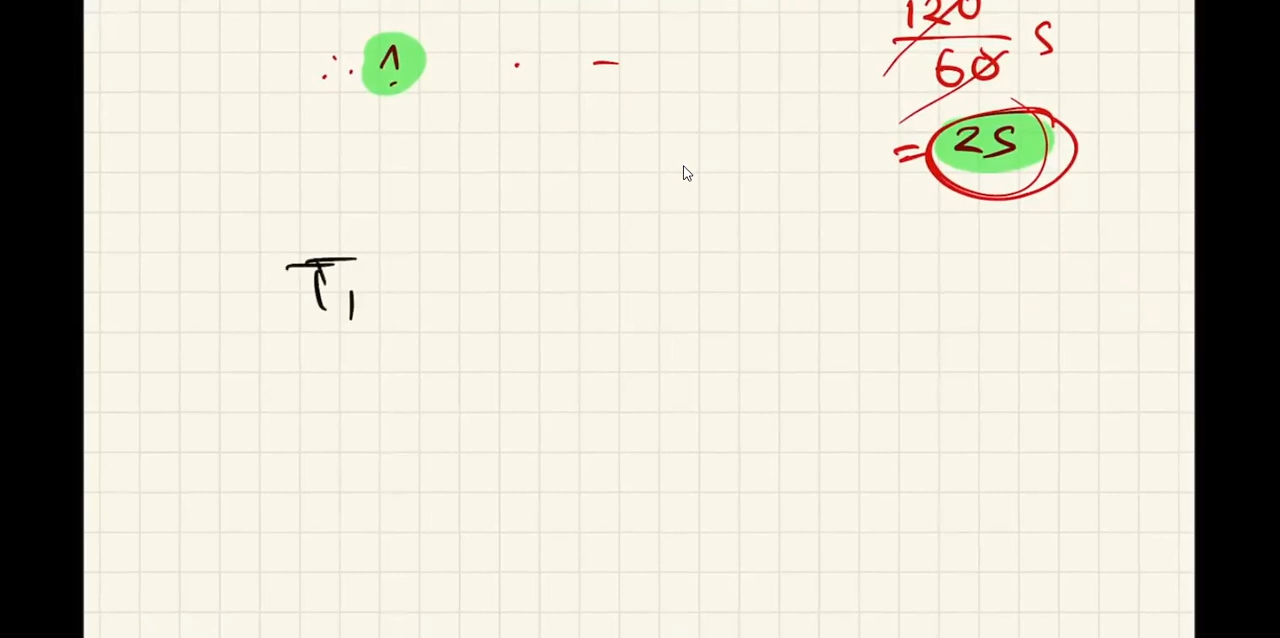 120
60 s
∴ 1 · –
= 2s
T₁